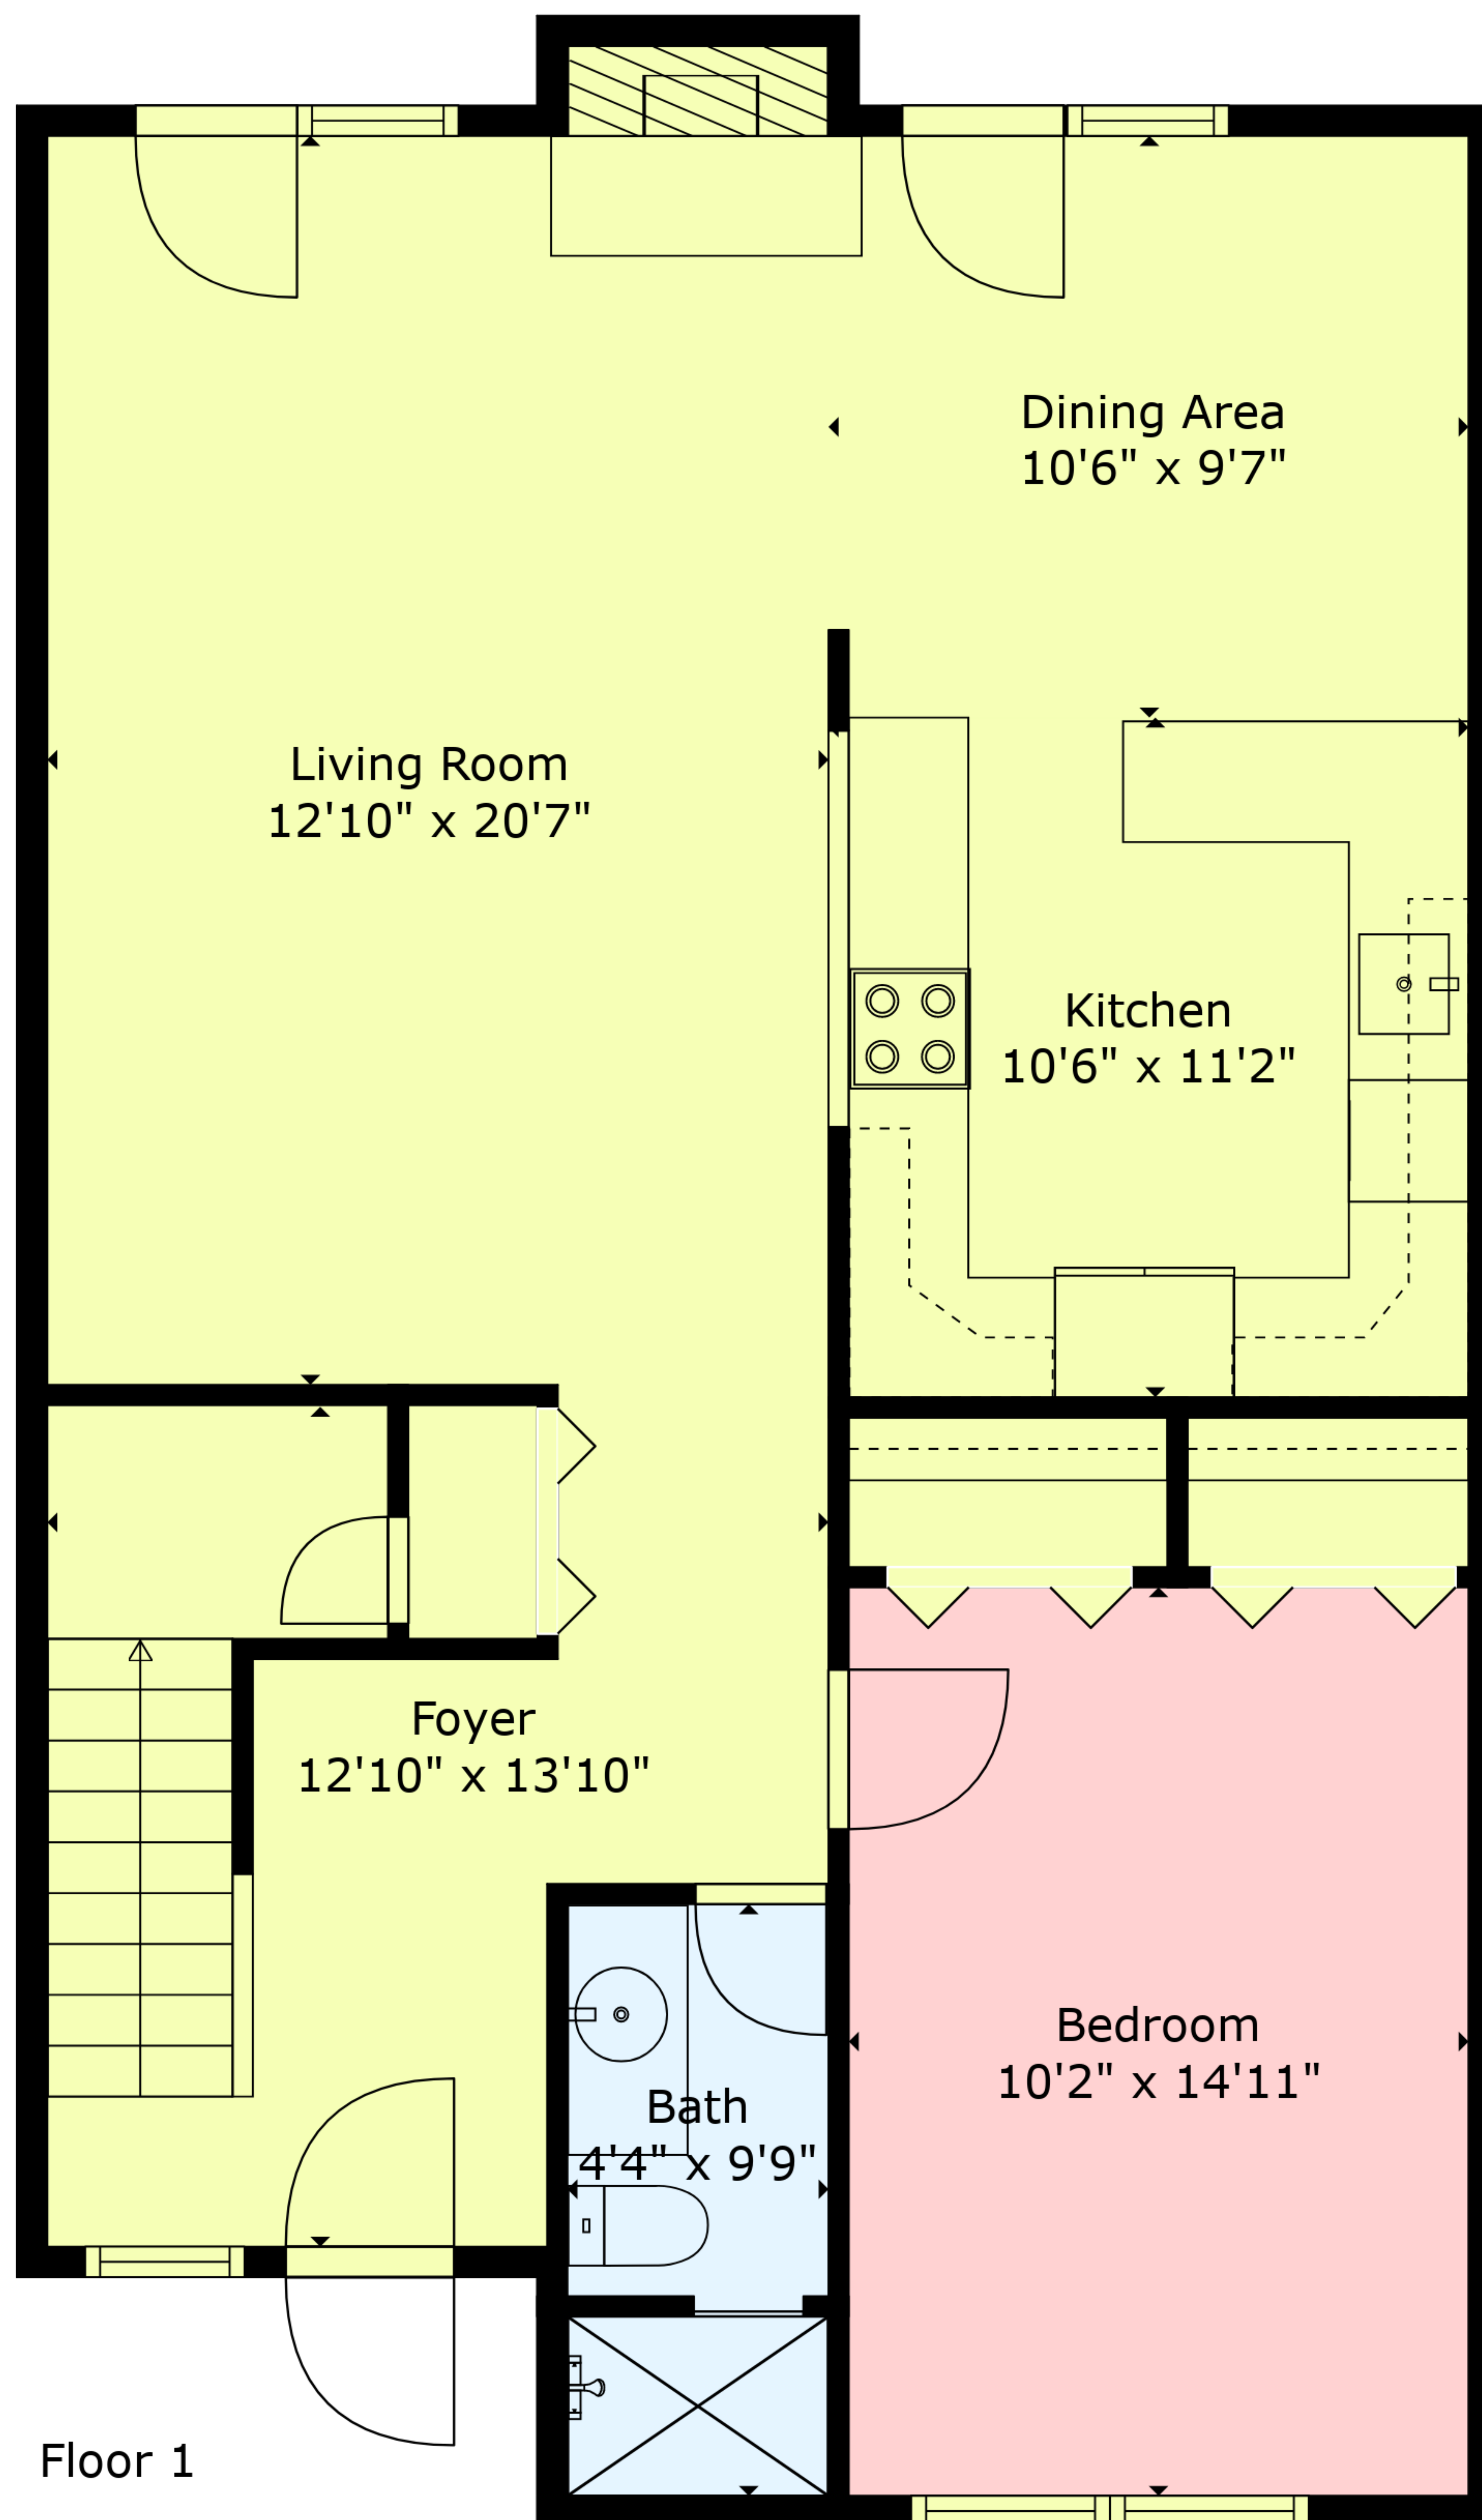 Dining Area
10'6" x 9'7"
Living Room
12'10" x 20'7"
Kitchen
10'6" x 11'2"
Foyer
12'10" x 13'10"
Bedroom
10'2" x 14'11"
Bath
4'4" x 9'9"
Floor 1